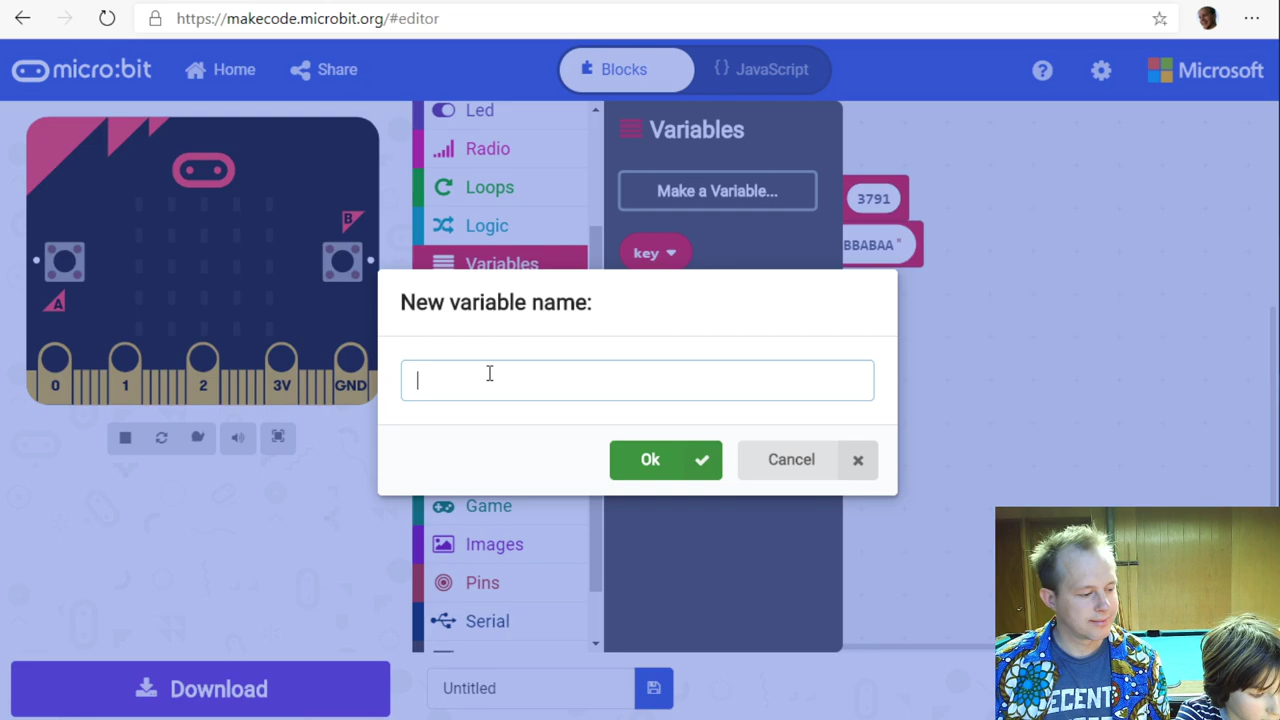 https://makecode.microbit.org/#editor
micro:bit
Home
Share
Blocks
{} JavaScript
Microsoft
B
A
0
1
2
3V
GND
Led
Radio
Loops
Logic
Variables
Game
Images
Pins
Serial
Variables
Make a Variable...
key
3791
BBABAA"
New variable name:
Ok
Cancel
Download
Untitled